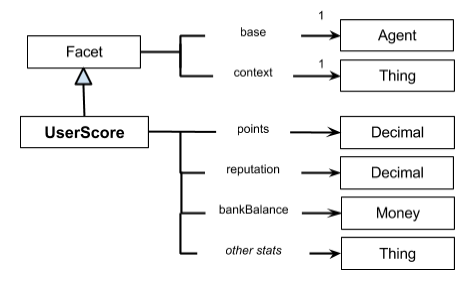 1
base
Agent
Facet
1
context
Thing
UserScore
points
Decimal
reputation
Decimal
bankBalance
Money
other stats
Thing